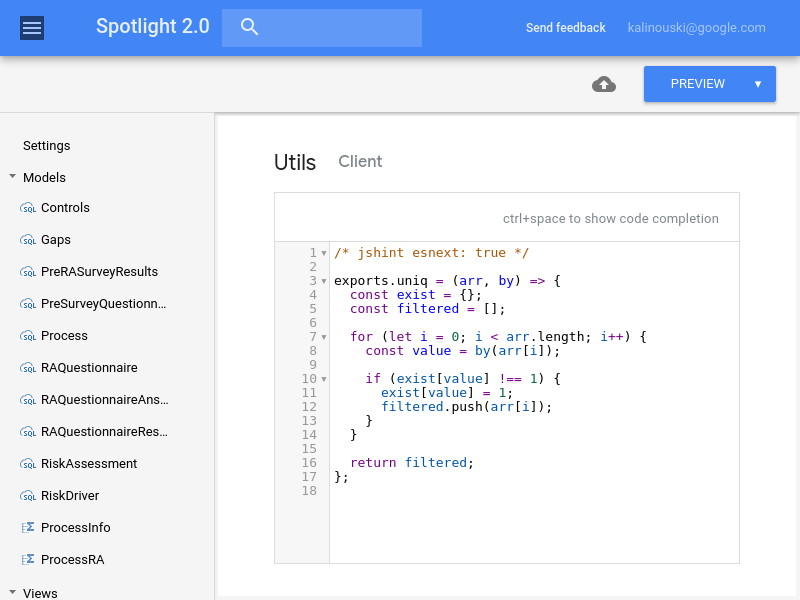 Spotlight 2.0
Send feedback
kalinouski@google.com
PREVIEW
Settings
Models
SQL Controls
SQL Gaps
SQL PreRASurveyResults
SQL PreSurveyQuestionn...
SQL Process
SQL RAQuestionnaire
SQL RAQuestionnaireAns...
SQL RAQuestionnaireRes...
SQL RiskAssessment
SQL RiskDriver
ProcessInfo
ProcessRA
Views
Utils Client
ctrl+space to show code completion
1 /* jshint esnext: true */
2
3 exports.uniq = (arr, by) => {
4   const exist = {};
5   const filtered = [];
6
7   for (let i = 0; i < arr.length; i++) {
8     const value = by(arr[i]);
9
10     if (exist[value] !== 1) {
11       exist[value] = 1;
12       filtered.push(arr[i]);
13     }
14   }
15
16   return filtered;
17 };
18